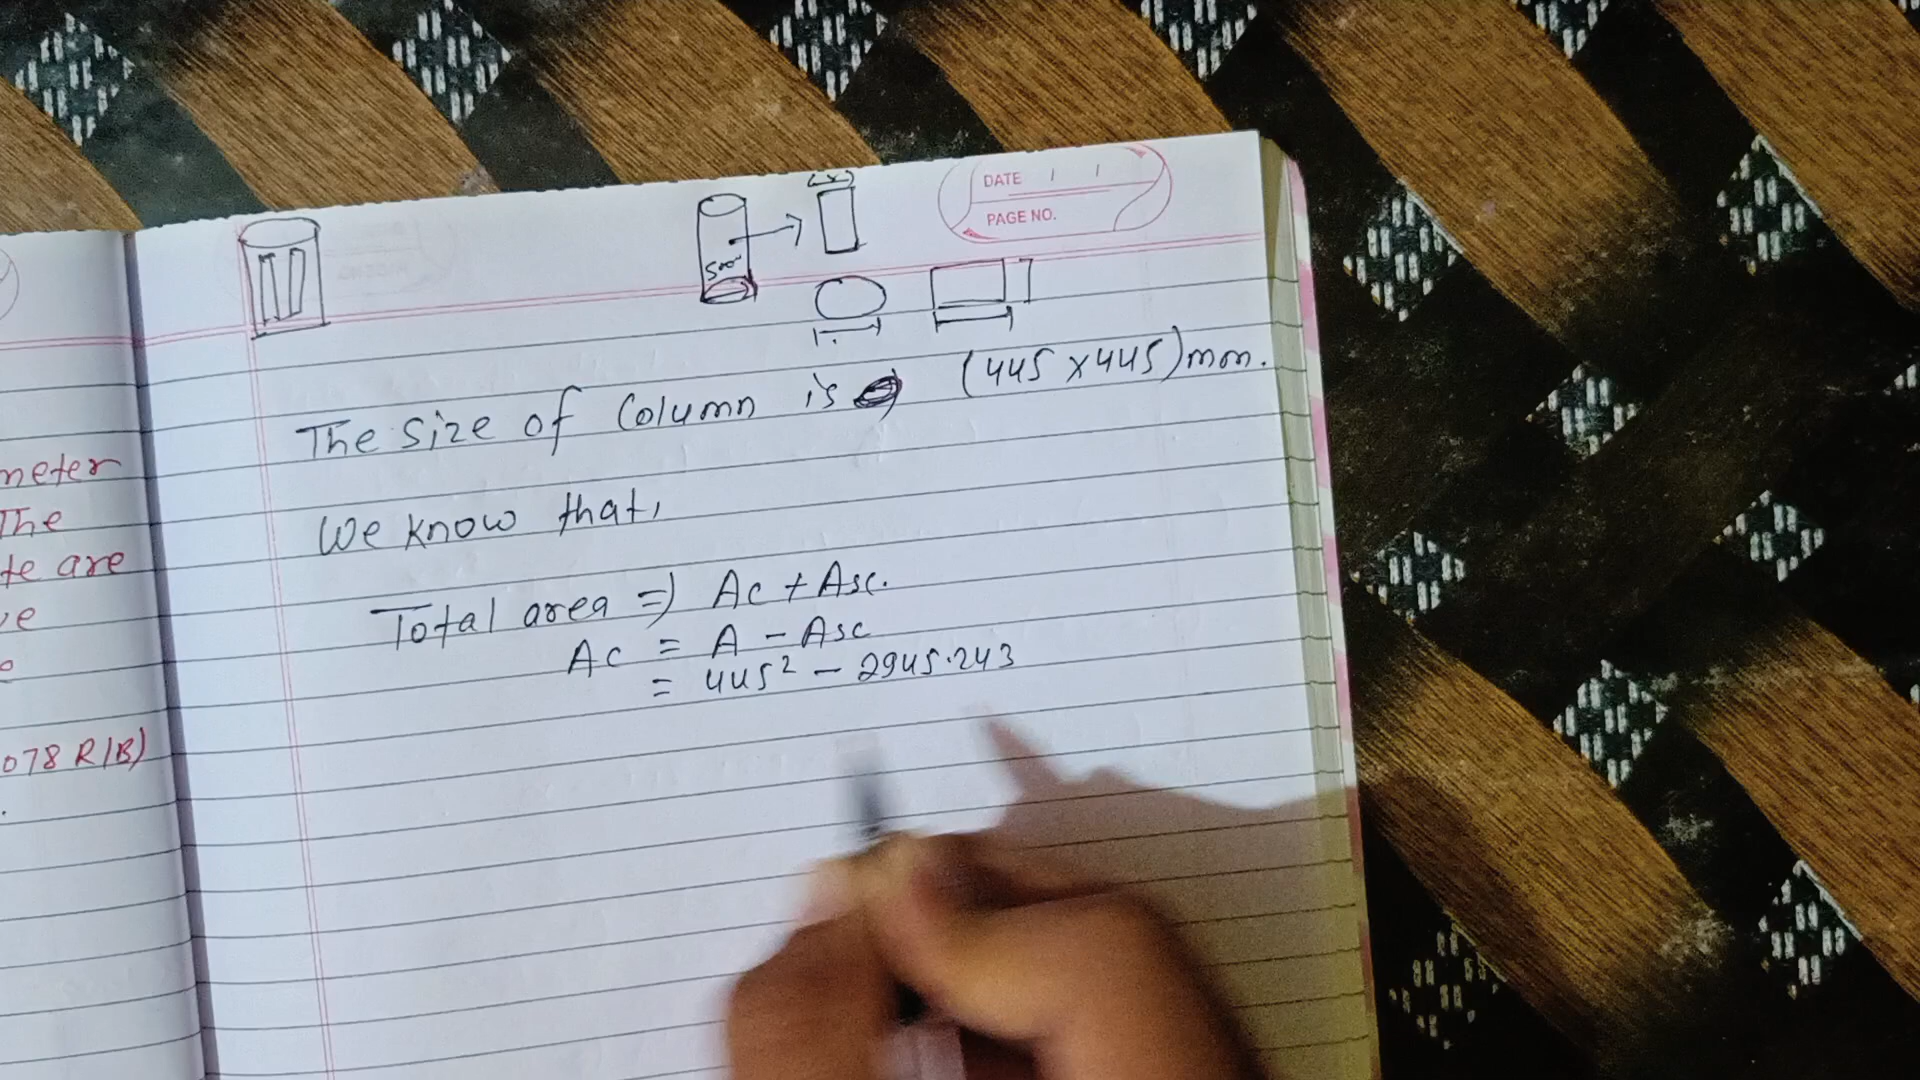 DATE / /
PAGE NO.
The size of Column is (445 x 445) mm.
We know that,
Total area => Ac + Asc.
Ac = A - Asc
= 445² - 2945.243
meter
The
te are
078 R/B)